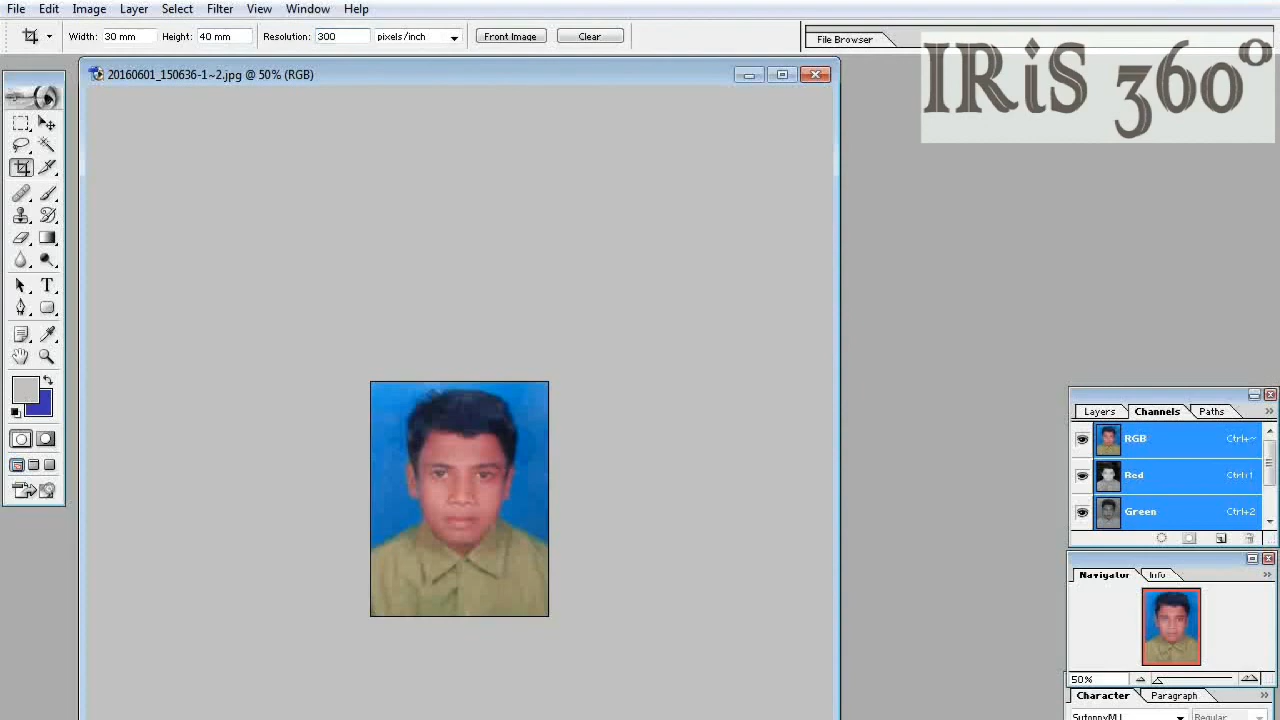 File Edit Image Layer Select Filter View Window Help
Width: 30 mm Height: 40 mm Resolution: 300 pixels/inch Front Image Clear File Browser
IRiS 360°
20160601_150636-1~2.jpg @ 50% (RGB)
Layers Channels Paths
RGB Ctrl+~
Red Ctrl+1
Green Ctrl+2
Navigator Info
50%
Character Paragraph
SutonnyMJ Regular